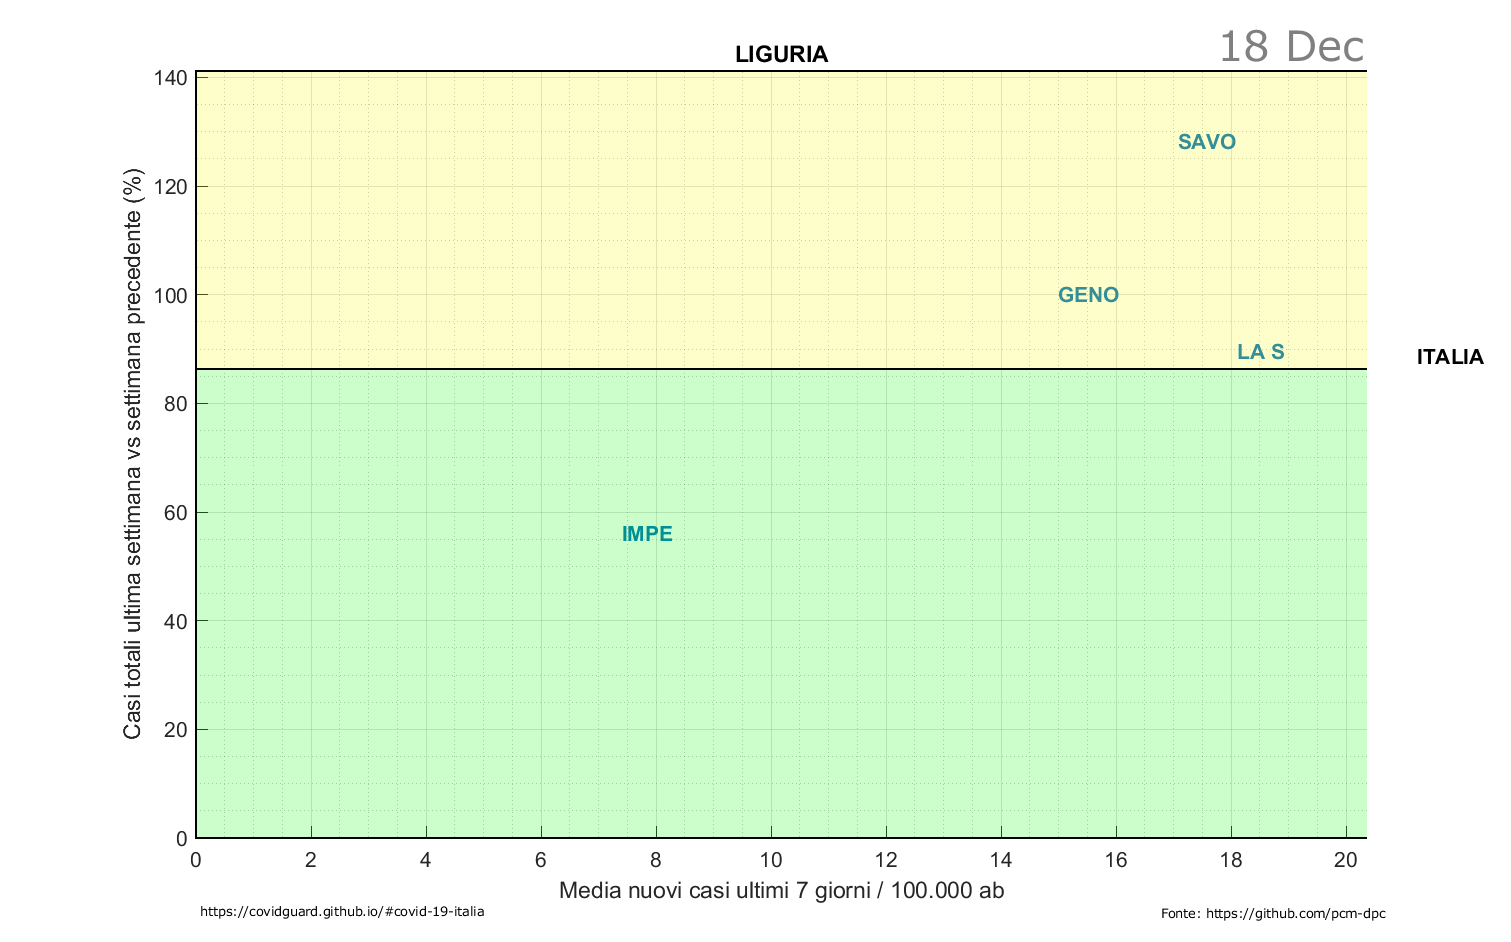 LIGURIA
18 Dec
140
120
100
80
60
40
20
0
Casi totali ultima settimana vs settimana precedente (%)
SAVO
GENO
LA S
ITALIA
IMPE
0 2 4 6 8 10 12 14 16 18 20
Media nuovi casi ultimi 7 giorni / 100.000 ab
https://covidguard.github.io/#covid-19-italia
Fonte: https://github.com/pcm-dpc